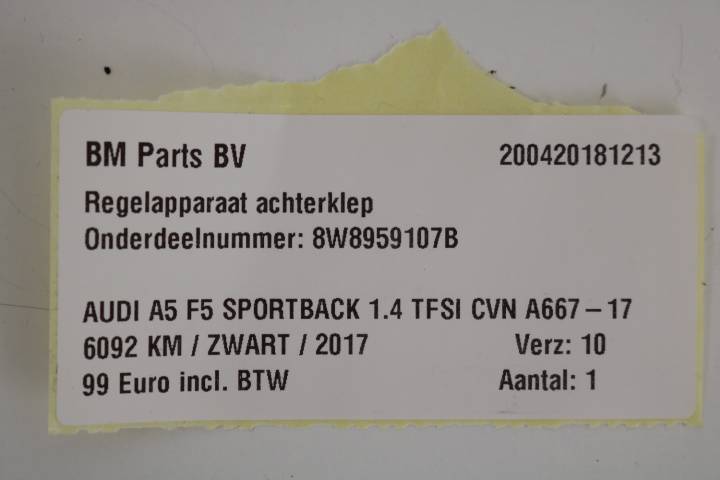 BM Parts BV 200420181213
Regelapparaat achterklep
Onderdeelnummer: 8W8959107B
AUDI A5 F5 SPORTBACK 1.4 TFSI CVN A667 – 17
6092 KM / ZWART / 2017 Verz: 10
99 Euro incl. BTW Aantal: 1